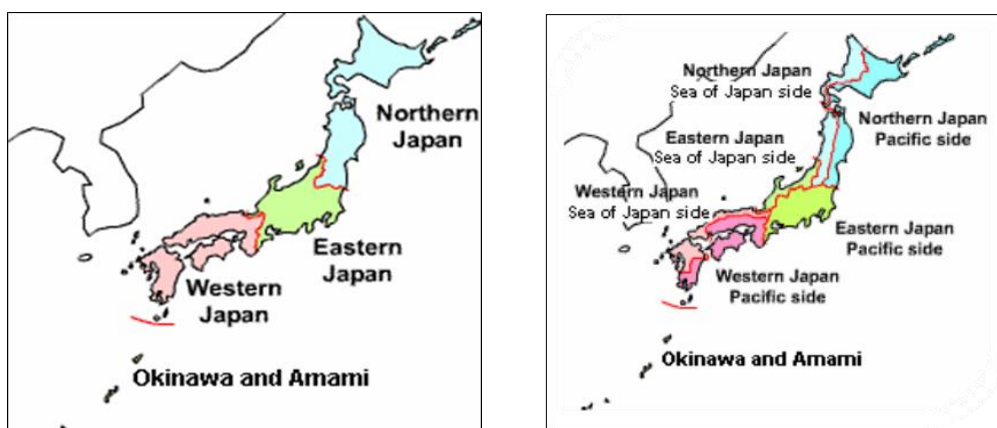 Northern
Japan
Eastern
Japan
Western
Japan
Okinawa and Amami
Northern Japan
Sea of Japan side
Northern Japan
Pacific side
Eastern Japan
Sea of Japan side
Western Japan
Sea of Japan side
Eastern Japan
Pacific side
Western Japan
Pacific side
Okinawa and Amami